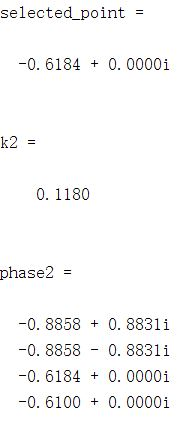 selected_point =
-0.6184 + 0.0000i
k2 =
0.1180
phase2 =
-0.8858 + 0.8831i
-0.8858 - 0.8831i
-0.6184 + 0.0000i
-0.6100 + 0.0000i